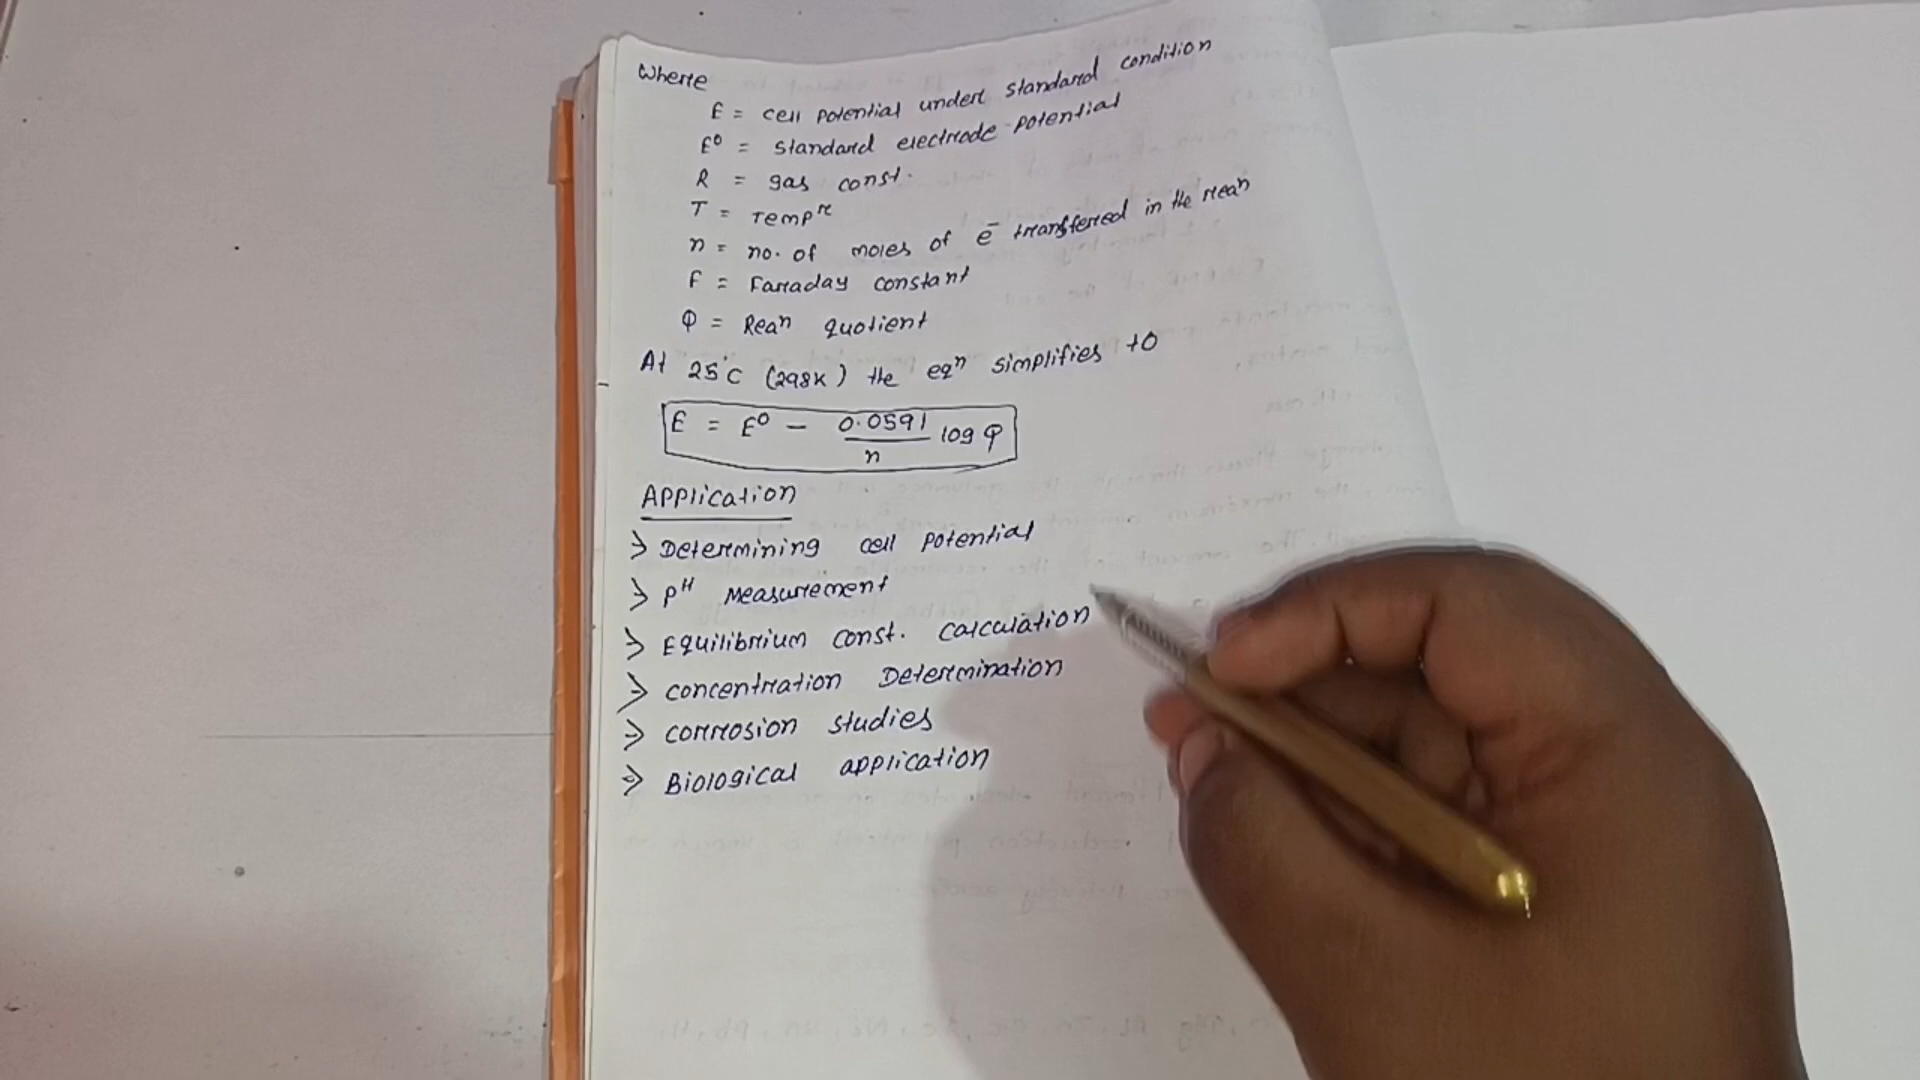 Where
E = cell potential under standard condition
E⁰ = standard electrode potential
R = gas const.
T = Tempʳᵉ
n = no. of moles of e⁻ transferred in the reaⁿ
F = Faraday constant
Q = Reaⁿ quotient
At 25°C (298K) the eqⁿ simplifies to
E = E⁰ - 0.0591/n log Q
Application
> Determining cell potential
> Pᴴ Measurement
> Equilibrium const. calculation
> concentration Determination
> corrosion studies
> Biological application